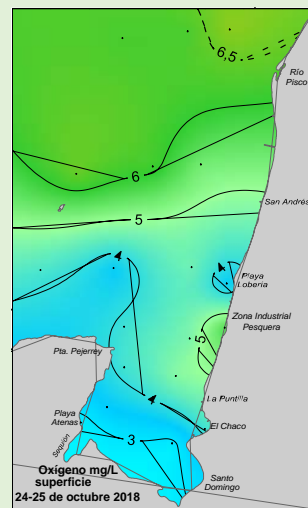 6,5
Río
Pisco
6
San Andrés
5
4
4
Playa
Lobería
Zona Industrial
Pesquera
5
Pta. Pejerrey
4
La Puntilla
Playa
Atenas
El Chaco
3
Sequión
Oxígeno mg/L
superficie
Santo
Domingo
24-25 de octubre 2018